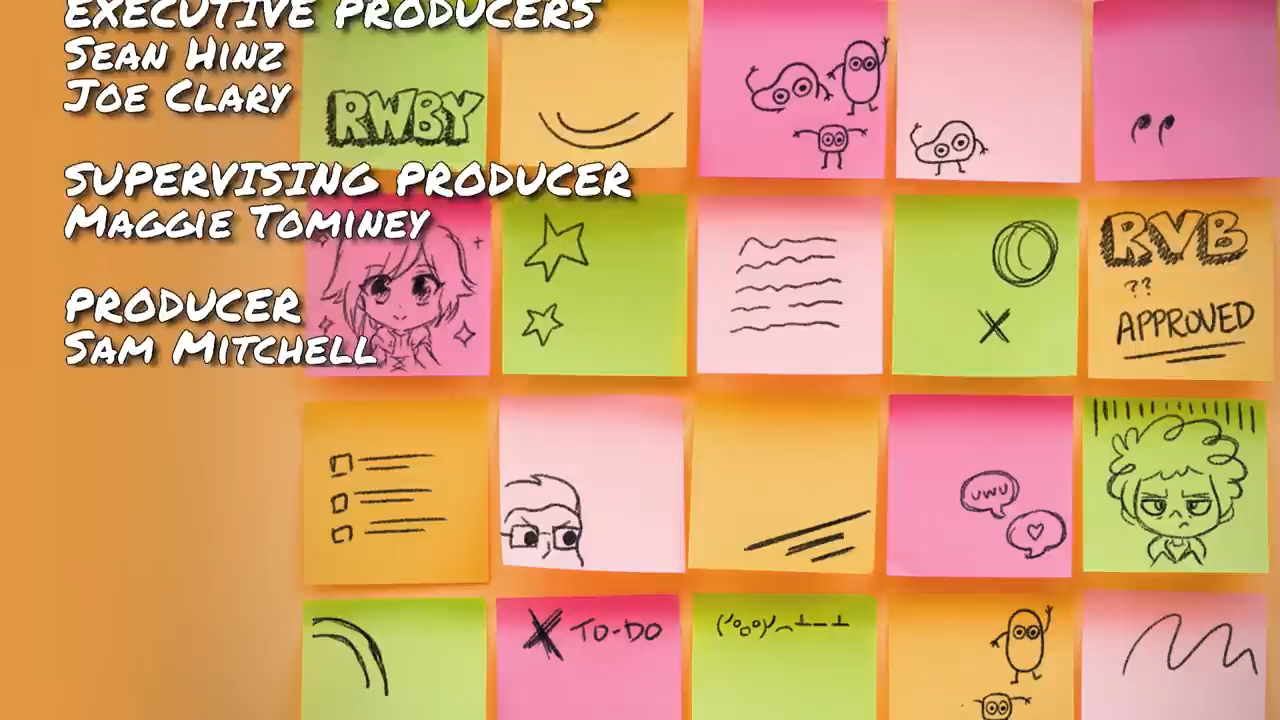 EXECUTIVE PRODUCERS
SEAN HINZ
JOE CLARY
SUPERVISING PRODUCER
MAGGIE TOMINEY
PRODUCER
SAM MITCHELL
RWBY
RVB
??
APPROVED
UWU
X TO-DO